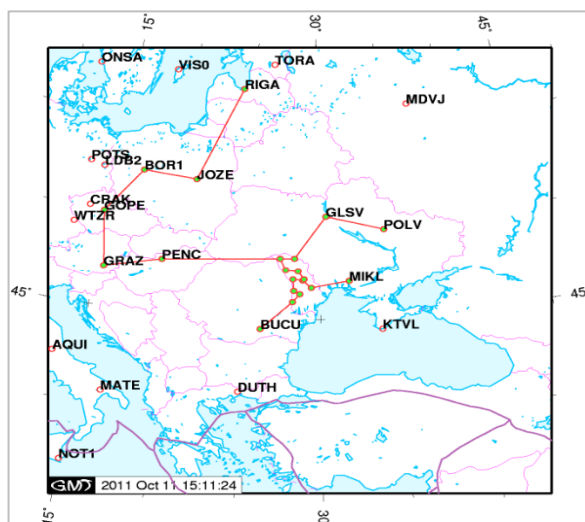 15°
30°
45°
ONSA
VIS0
TORA
RIGA
MDVJ
POTS
LDB2
BOR1
JOZE
CRAK
GOPE
WTZR
GLSV
POLV
GRAZ
PENC
MIKL
45°
45°
BUCU
KTVL
AQUI
MATE
DUTH
NOT1
GMT 2011 Oct 11 15:11:24
15°
30°